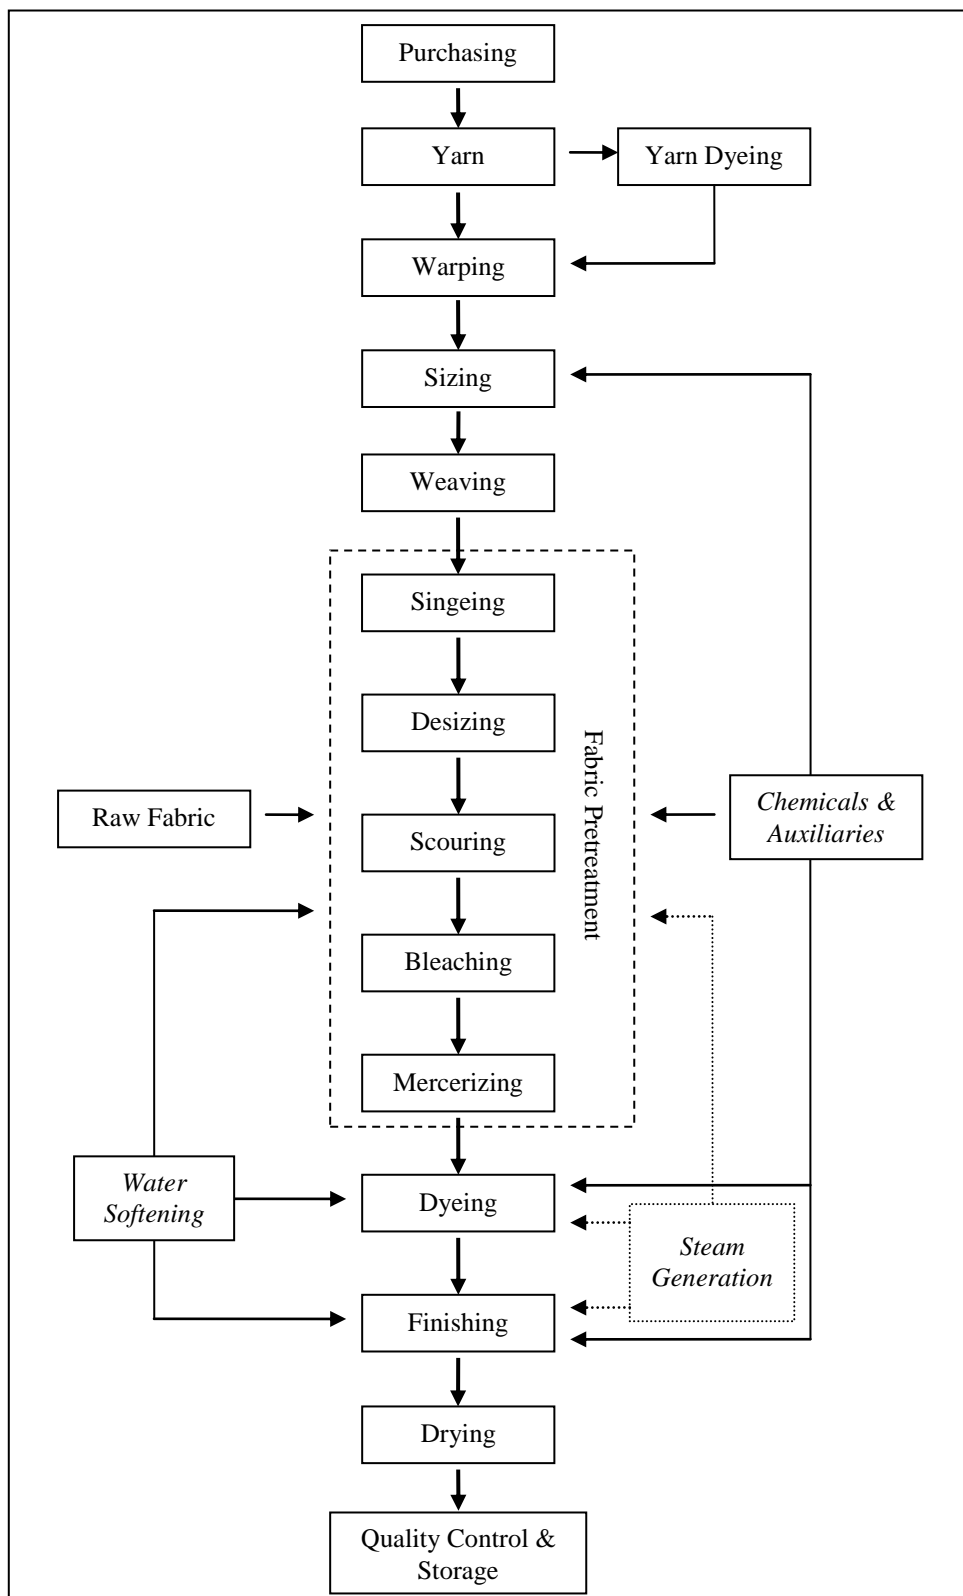 Purchasing
Yarn
Yarn Dyeing
Warping
Sizing
Weaving
Singeing
Desizing
Fabric Pretreatment
Raw Fabric
Scouring
Chemicals &
Auxiliaries
Bleaching
Mercerizing
Water
Softening
Dyeing
Steam
Generation
Finishing
Drying
Quality Control &
Storage